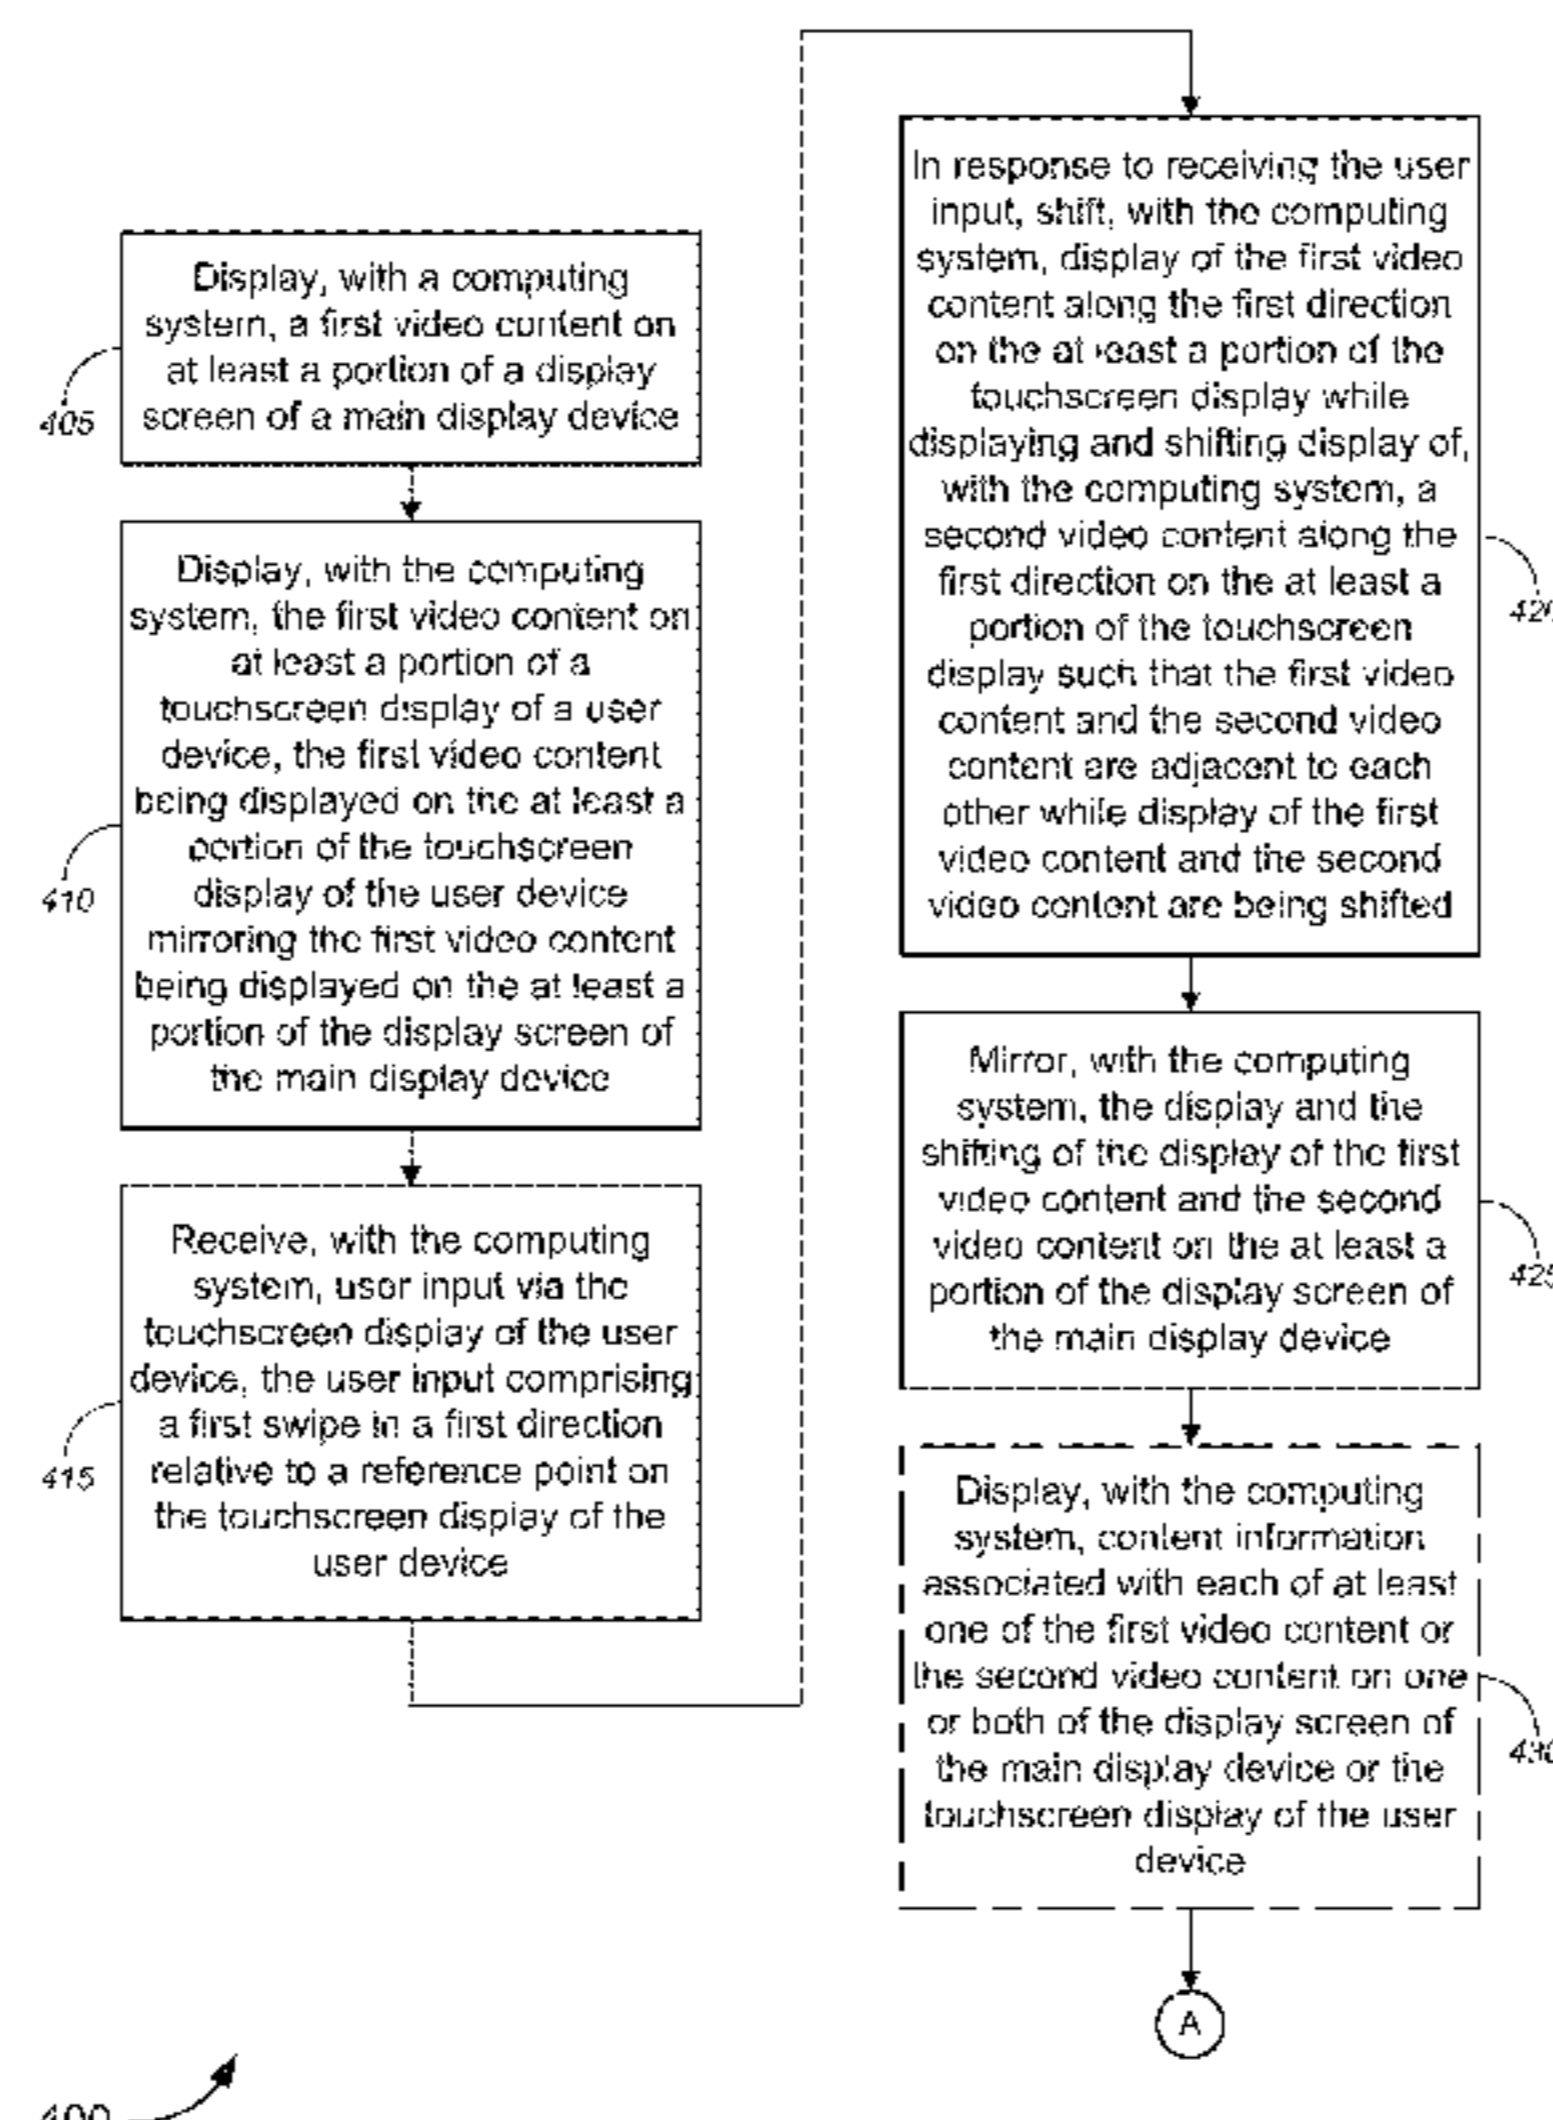 Display, with a computing
system, a first video content on
at least a portion of a display
screen of a main display device
405
Display, with the computing
system, the first video content on
at least a portion of a
touchscreen display of a user
device, the first video content
being displayed on the at least a
portion of the touchscreen
display of the user device
mirroring the first video content
being displayed on the at least a
portion of the display screen of
the main display device
410
Receive, with the computing
system, user input via the
touchscreen display of the user
device, the user input comprising
a first swipe in a first direction
relative to a reference point on
the touchscreen display of the
user device
415
In response to receiving the user
input, shift, with the computing
system, display of the first video
content along the first direction
on the at least a portion of the
touchscreen display while
displaying and shifting display of,
with the computing system, a
second video content along the
first direction on the at least a
portion of the touchscreen
display such that the first video
content and the second video
content are adjacent to each
other while display of the first
video content and the second
video content are being shifted
420
Mirror, with the computing
system, the display and the
shifting of the display of the first
video content and the second
video content on the at least a
portion of the display screen of
the main display device
425
Display, with the computing
system, content information
associated with each of at least
one of the first video content or
the second video content on one
or both of the display screen of
the main display device or the
touchscreen display of the user
device
430
A
400